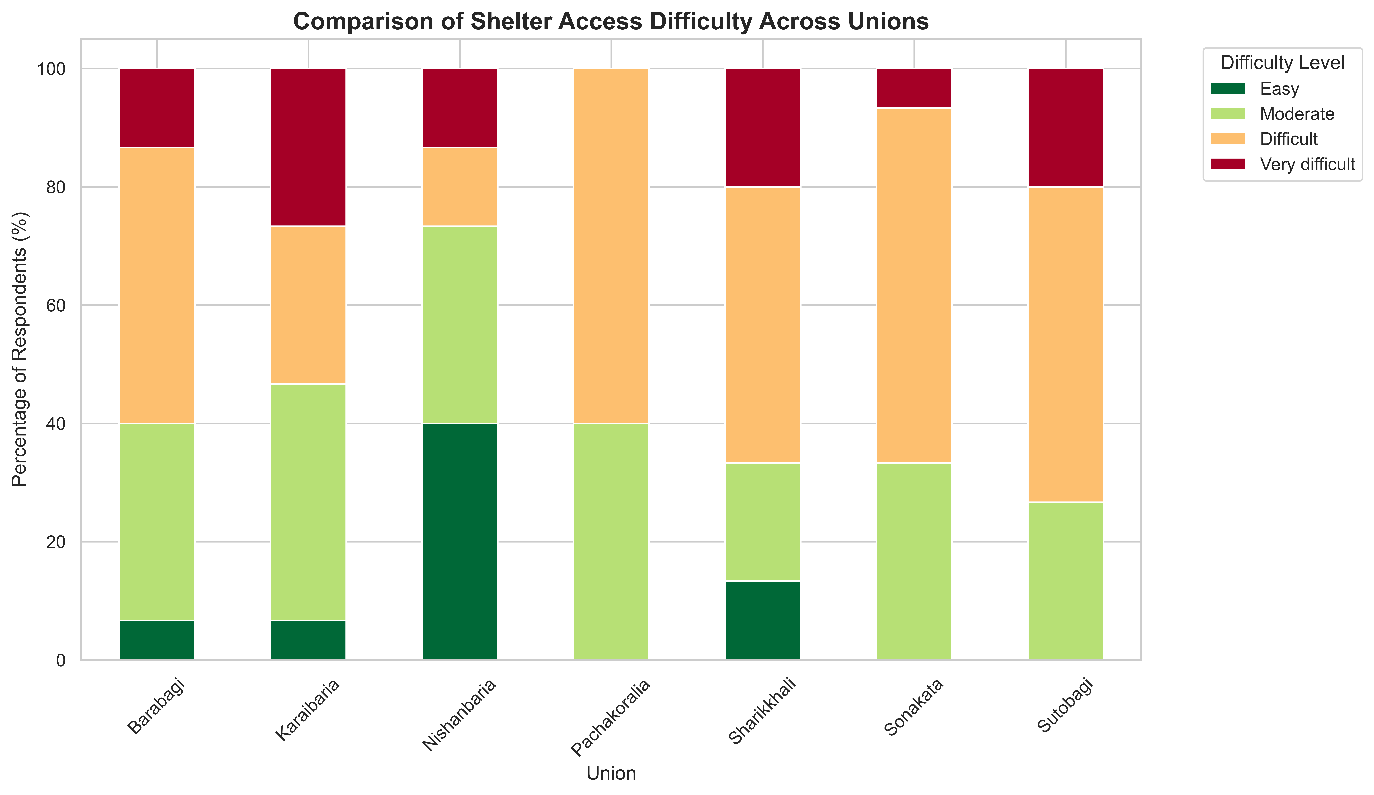 Comparison of Shelter Access Difficulty Across Unions
Difficulty Level
Easy
Moderate
Difficult
Very difficult
Percentage of Respondents (%)
100
80
60
40
20
0
Barabagi
Karaibaria
Nishanbaria
Pachakoralia
Sharikkhali
Sonakata
Sutobagi
Union